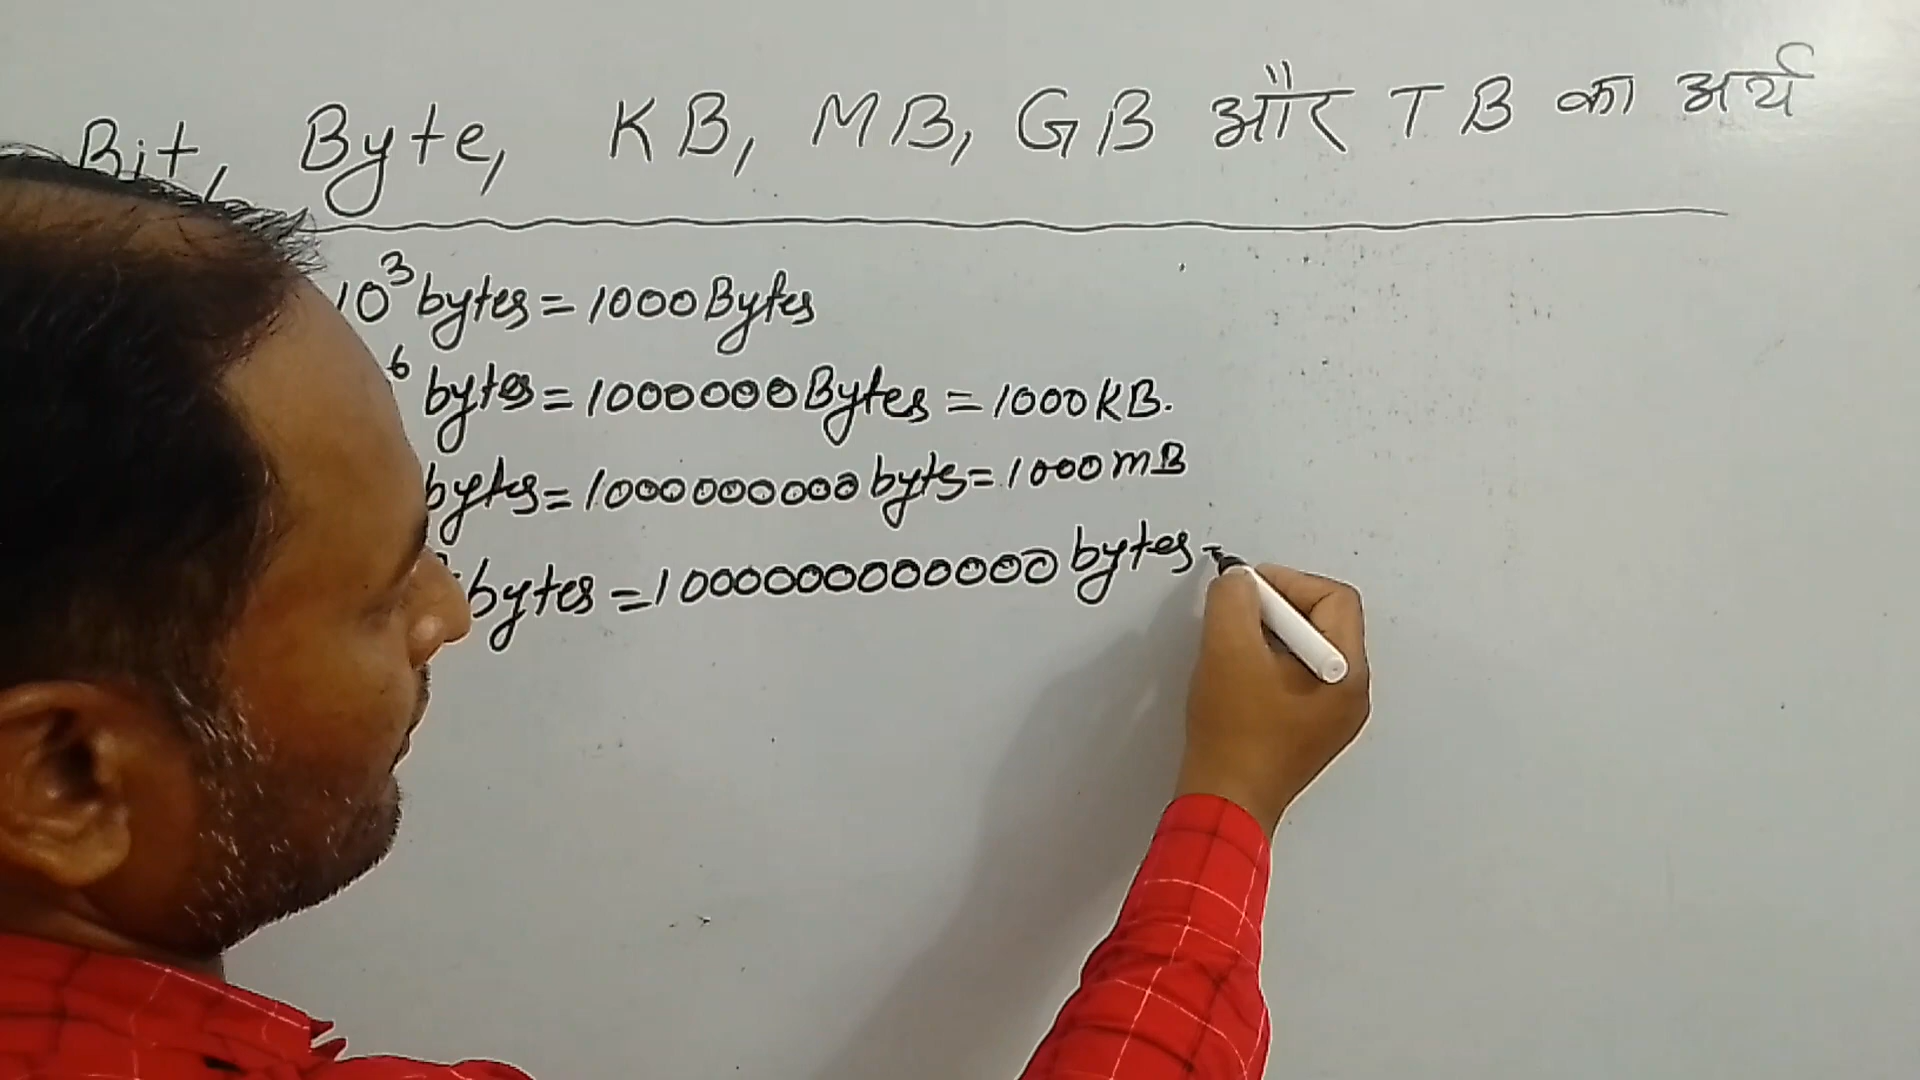 Bit, Byte, KB, MB, GB और TB का अर्थ
10³ bytes = 1000 Bytes
⁶ bytes = 1000000 Bytes = 1000 KB.
bytes = 1000000000 byts = 1000 mB
bytes = 1000000000000 bytes =